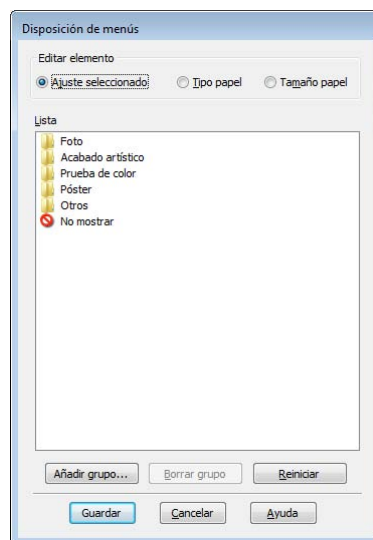 Disposición de menús
Editar elemento
Ajuste seleccionado Tipo papel Tamaño papel
Lista
Foto
Acabado artístico
Prueba de color
Póster
Otros
No mostrar
Añadir grupo... Borrar grupo Reiniciar
Guardar Cancelar Ayuda